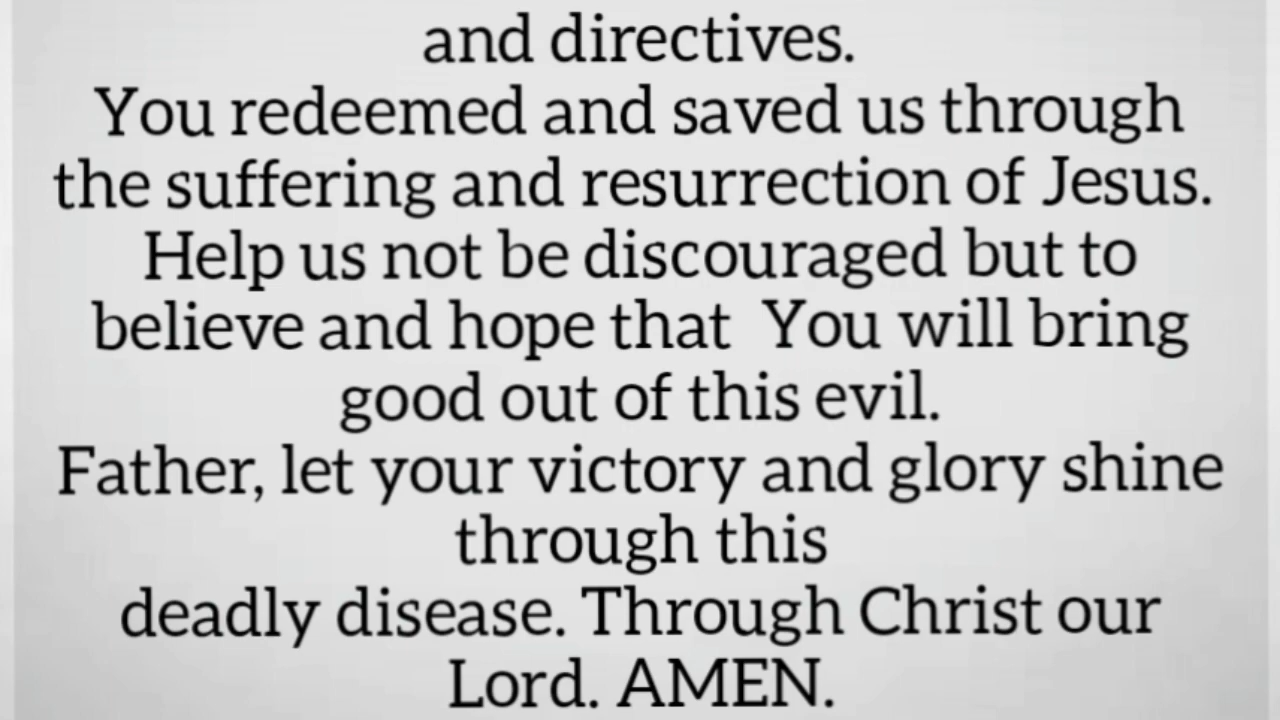 and directives.
You redeemed and saved us through
the suffering and resurrection of Jesus.
Help us not be discouraged but to
believe and hope that  You will bring
good out of this evil.
Father, let your victory and glory shine
through this
deadly disease. Through Christ our
Lord. AMEN.